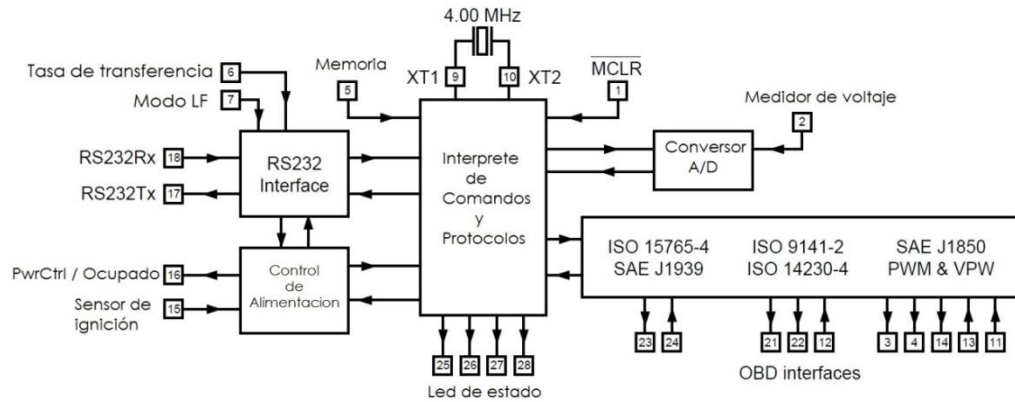 4.00 MHz
Tasa de transferencia 6
Modo LF 7
Memoria
5
XT1 9
10 XT2
MCLR
1
Medidor de voltaje
2
RS232Rx 18
RS232Tx 17
RS232
Interface
Interprete
de
Comandos
y
Protocolos
Conversor
A/D
PwrCtrl / Ocupado 16
Sensor de
ignición
15
Control
de
Alimentacion
ISO 15765-4
SAE J1939
ISO 9141-2
ISO 14230-4
SAE J1850
PWM & VPW
25 26 27 28
Led de estado
23 24 21 22 12 3 4 14 13 11
OBD interfaces